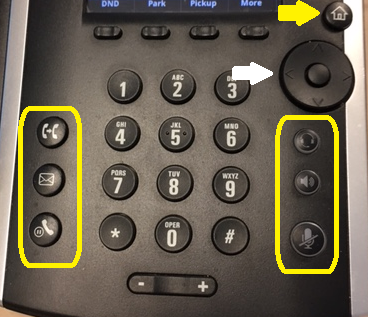 DND Park Pickup More
1 ABC 2 3
GHI 4 JKL 5 MNO 6
PQRS 7 TUV 8 WXYZ 9
* OPER 0 #
- +